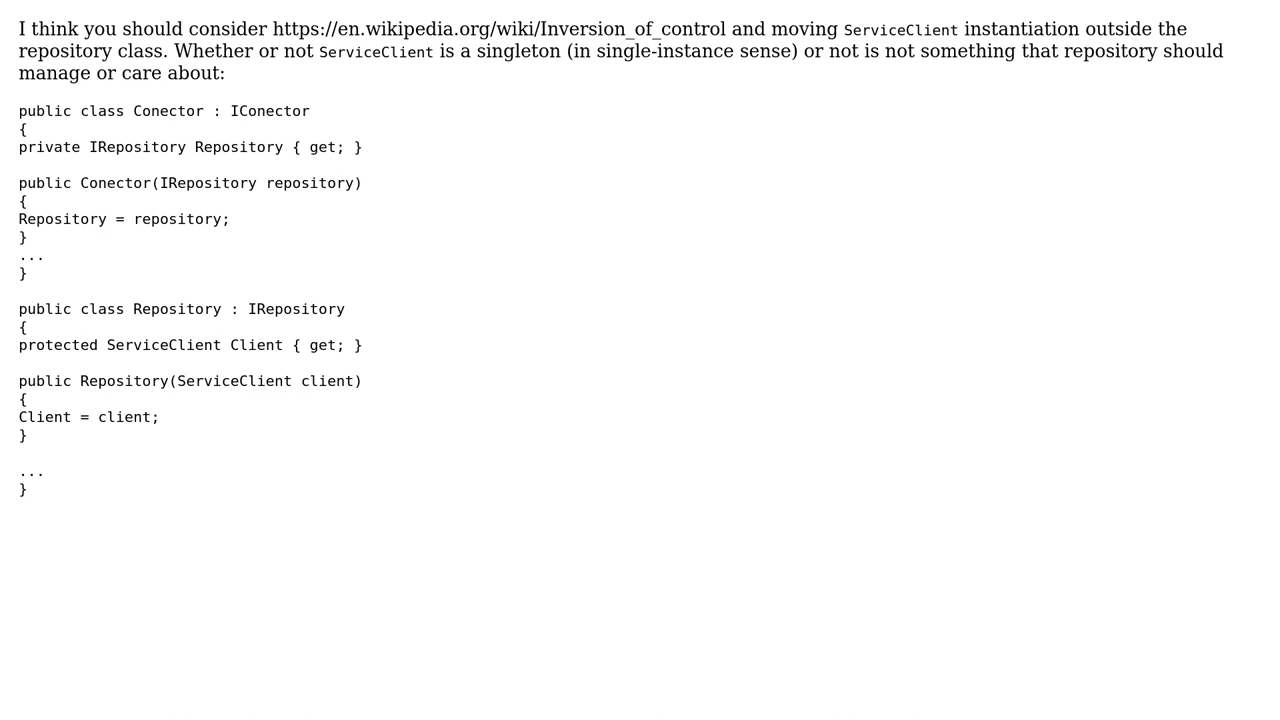 I think you should consider https://en.wikipedia.org/wiki/Inversion_of_control and moving ServiceClient instantiation outside the
repository class. Whether or not ServiceClient is a singleton (in single-instance sense) or not is not something that repository should
manage or care about:
public class Conector : IConector
{
private IRepository Repository { get; }
public Conector(IRepository repository)
{
Repository = repository;
}
...
}
public class Repository : IRepository
{
protected ServiceClient Client { get; }
public Repository(ServiceClient client)
{
Client = client;
}
...
}